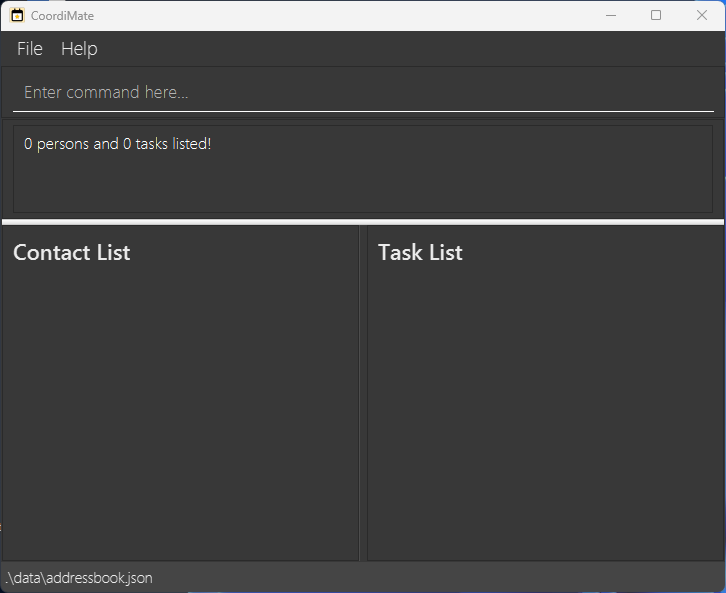 CoordiMate
File Help
Enter command here...
0 persons and 0 tasks listed!
Contact List
Task List
.\data\addressbook.json